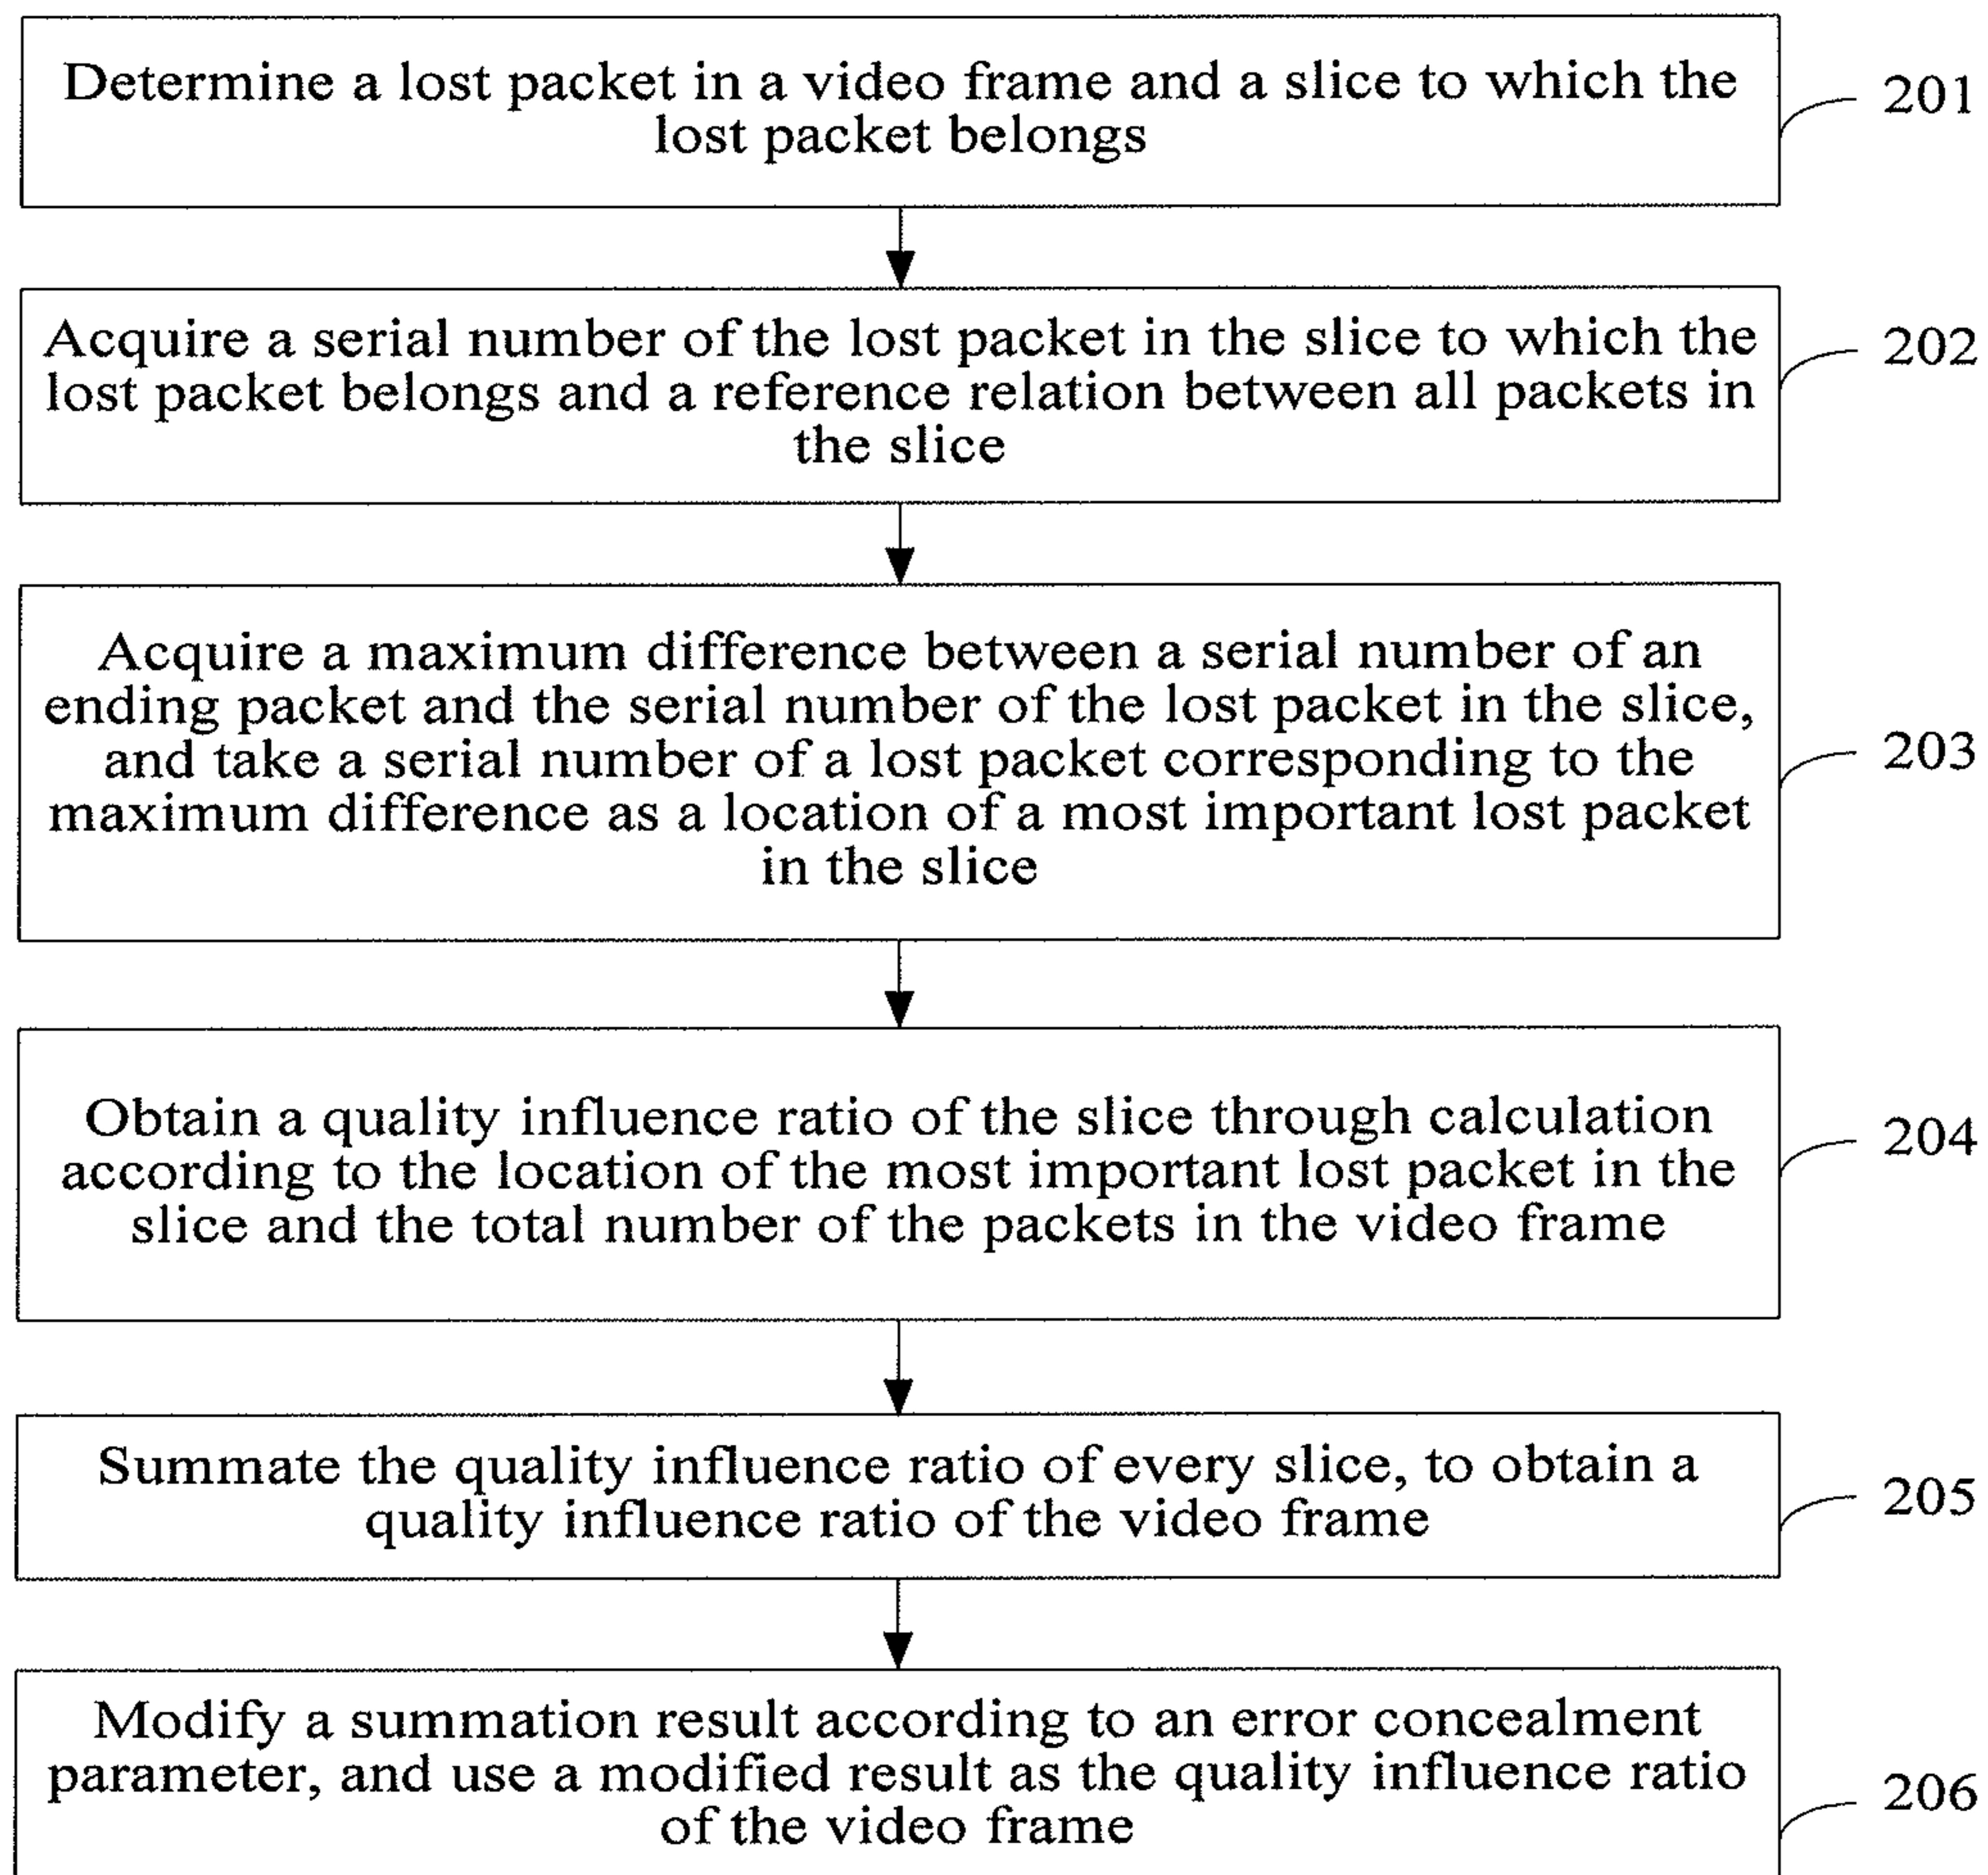 Determine a lost packet in a video frame and a slice to which the
lost packet belongs
201
Acquire a serial number of the lost packet in the slice to which the
lost packet belongs and a reference relation between all packets in
the slice
202
Acquire a maximum difference between a serial number of an
ending packet and the serial number of the lost packet in the slice,
and take a serial number of a lost packet corresponding to the
maximum difference as a location of a most important lost packet
in the slice
203
Obtain a quality influence ratio of the slice through calculation
according to the location of the most important lost packet in the
slice and the total number of the packets in the video frame
204
Summate the quality influence ratio of every slice, to obtain a
quality influence ratio of the video frame
205
Modify a summation result according to an error concealment
parameter, and use a modified result as the quality influence ratio
of the video frame
206